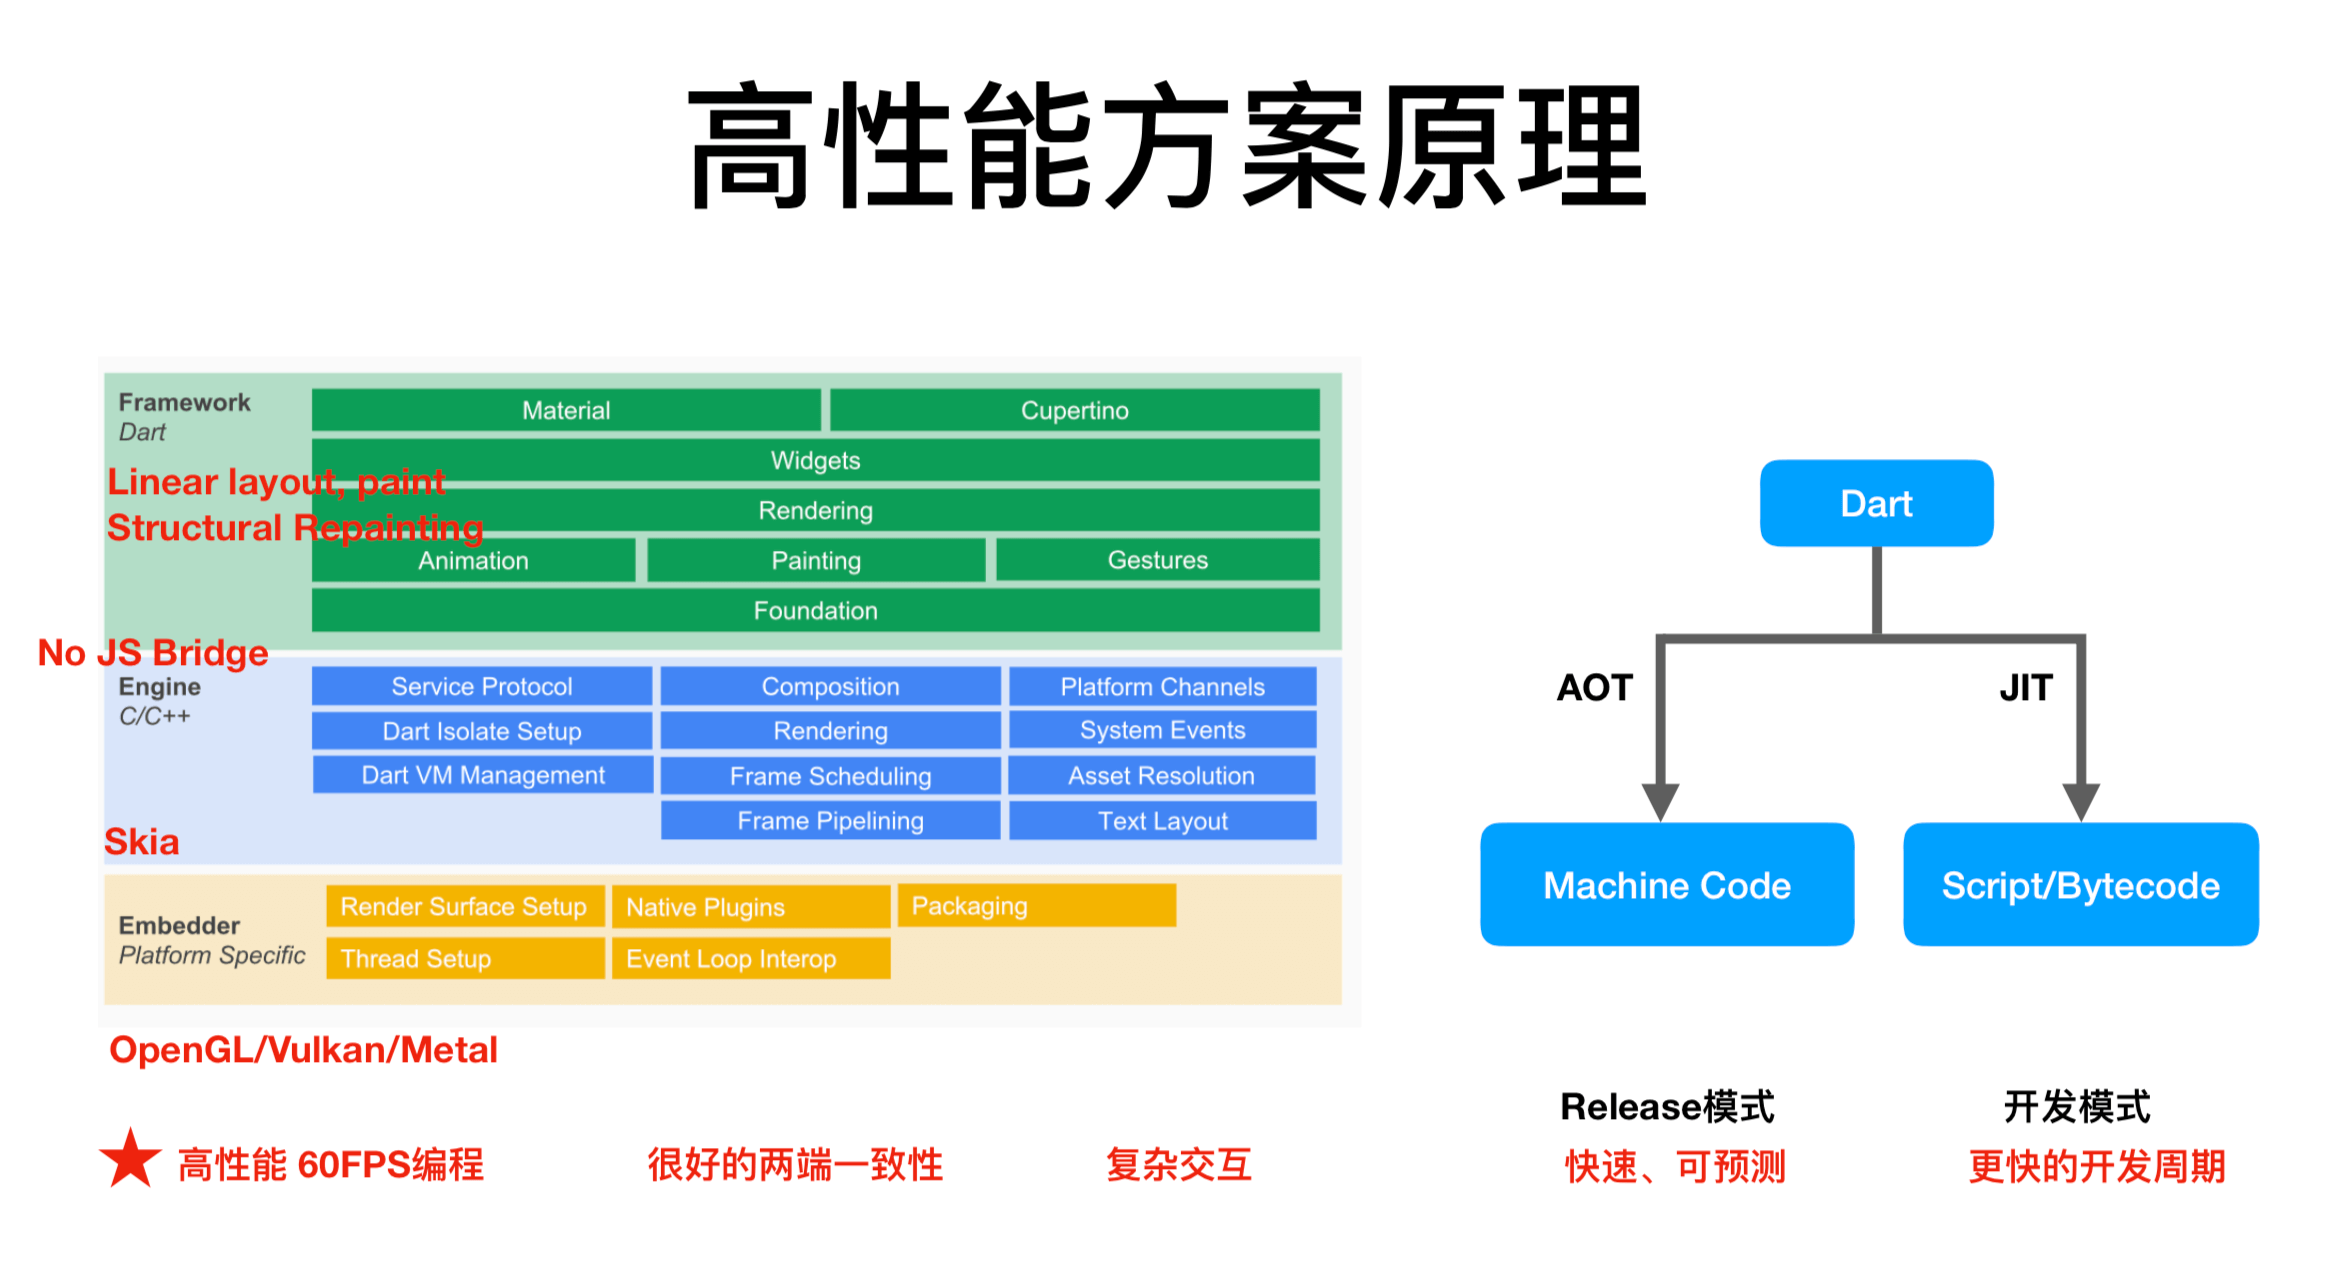 高性能方案原理
Framework
Dart
Material
Cupertino
Widgets
Linear layout, paint
Rendering
Structural Repainting
Animation
Painting
Gestures
Foundation
No JS Bridge
Engine
C/C++
Service Protocol
Composition
Platform Channels
Dart Isolate Setup
Rendering
System Events
Dart VM Management
Frame Scheduling
Asset Resolution
Frame Pipelining
Text Layout
Skia
Embedder
Platform Specific
Render Surface Setup
Native Plugins
Packaging
Thread Setup
Event Loop Interop
OpenGL/Vulkan/Metal
高性能 60FPS编程
很好的两端一致性
复杂交互
Dart
AOT
JIT
Machine Code
Script/Bytecode
Release模式
开发模式
快速、可预测
更快的开发周期